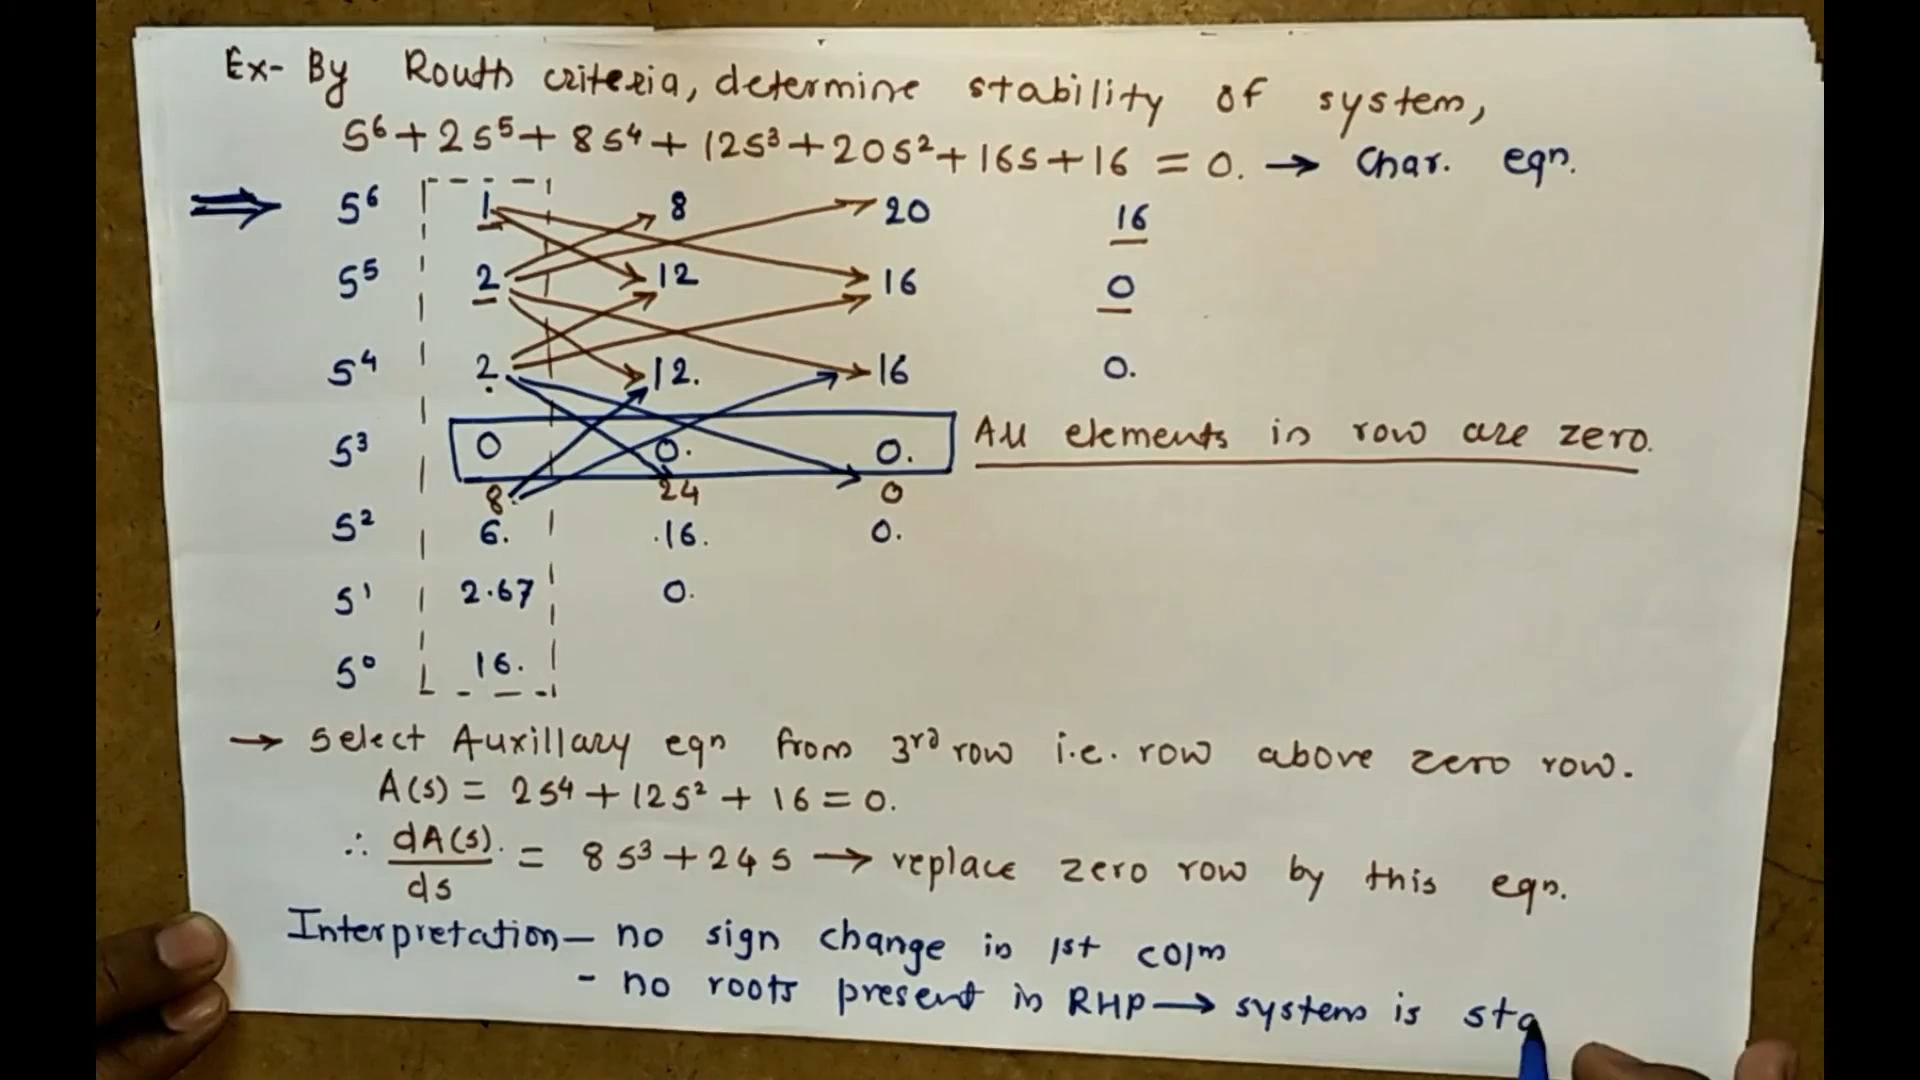 Ex- By Routh criteria, determine stability of system,
S⁶ + 2S⁵ + 8S⁴ + 12S³ + 20S² + 16S + 16 = 0. → Char. eqn.
⇒ S⁶ 1 8 20 16
S⁵ 2 12 16 0
S⁴ 2 12. 16 0.
S³ 0 0. 0. All elements in row are zero.
8. 24 0
S² 6. .16. 0.
S¹ 2.67 0.
S⁰ 16.
→ Select Auxillary eqn from 3rd row i.e. row above zero row.
A(s) = 2S⁴ + 12S² + 16 = 0.
∴ dA(s)./ds = 8S³ + 24S → replace zero row by this eqn.
Interpretation – no sign change in 1st colm
- no roots present in RHP → system is sta